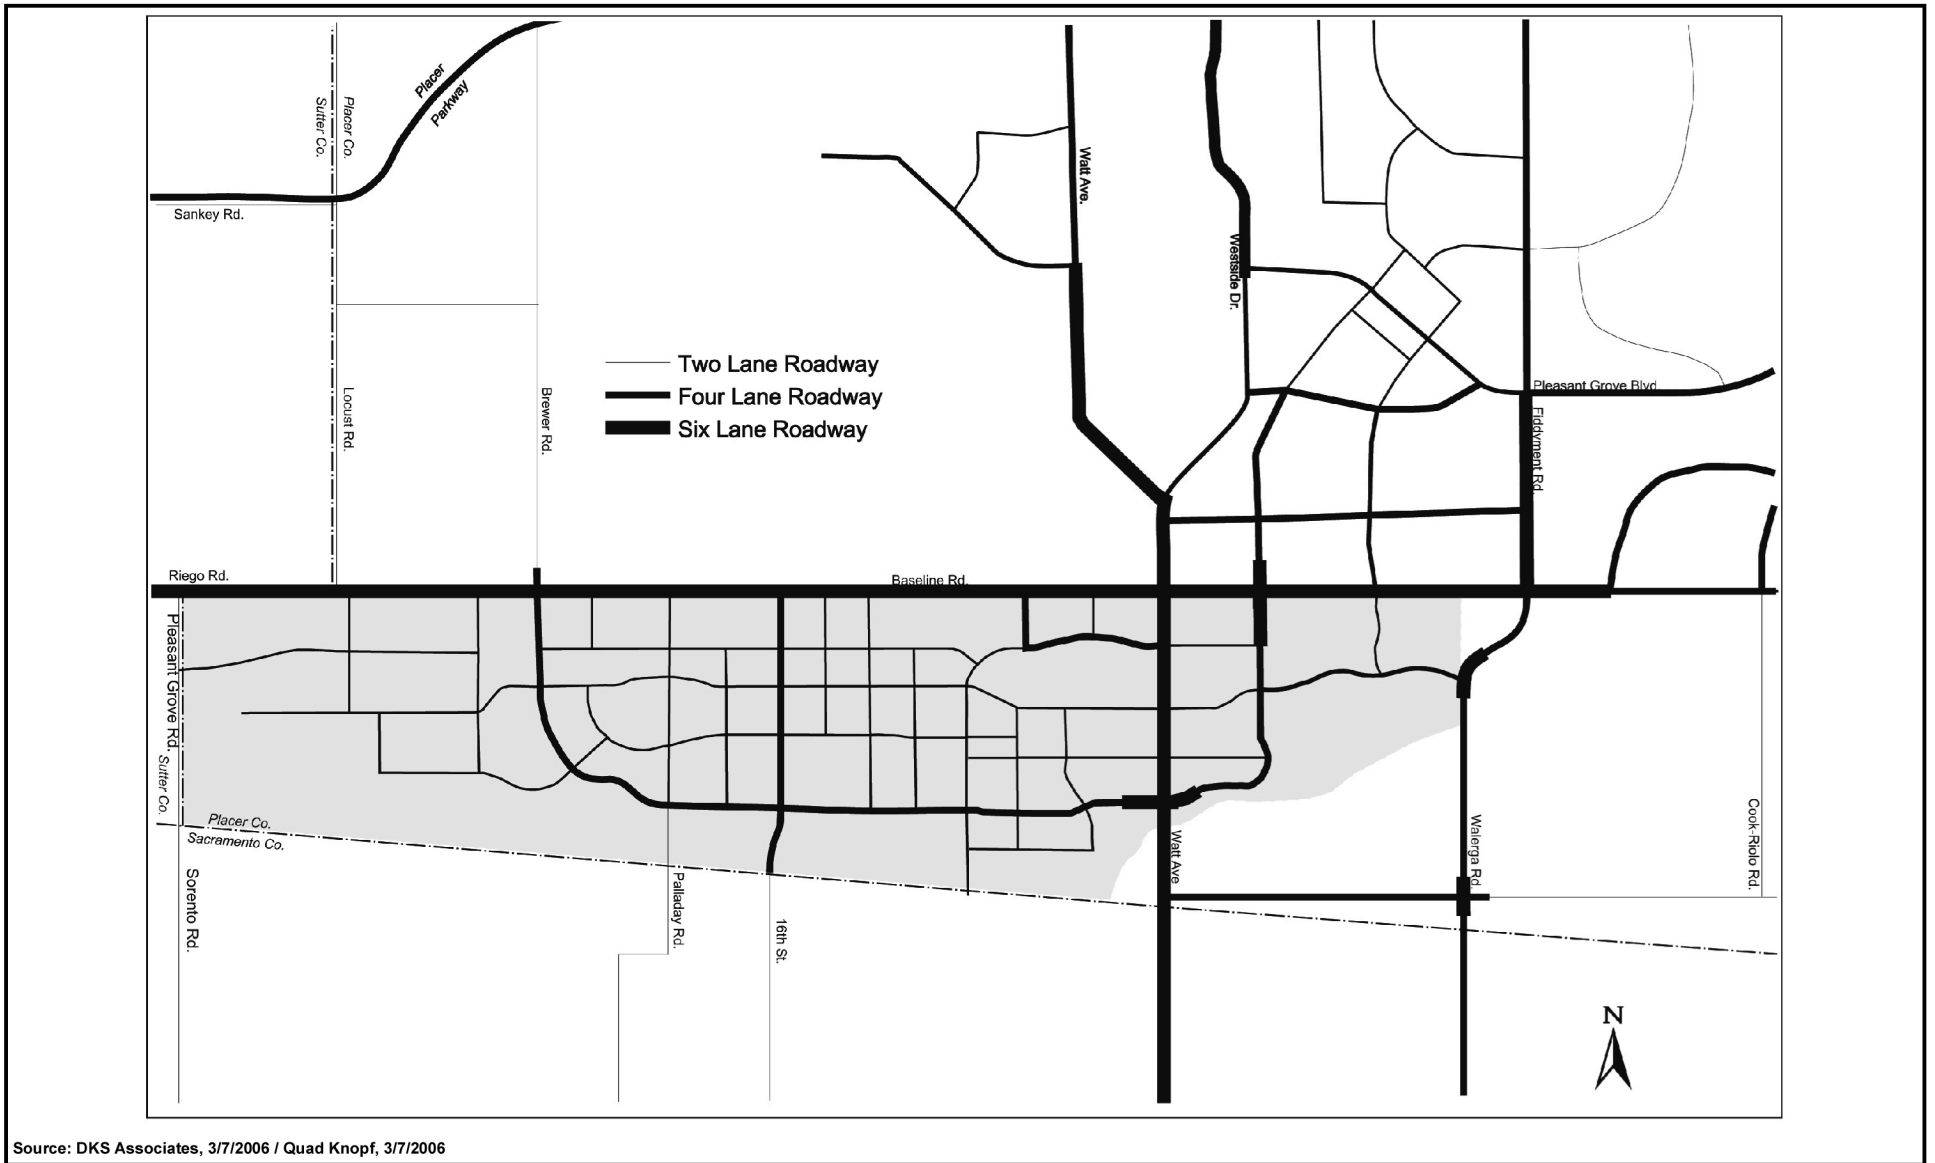 Placer
Parkway
Placer Co.
Sutter Co.
Sankey Rd.
Watt Ave.
Westside Dr.
Two Lane Roadway
Four Lane Roadway
Six Lane Roadway
Locust Rd.
Brewer Rd.
Pleasant Grove Blvd
Fiddyment Rd.
Riego Rd.
Baseline Rd.
Pleasant Grove Rd.
Sutter Co.
Placer Co.
Sacramento Co.
Sorento Rd.
Palladay Rd.
16th St.
Watt Ave
Walerga Rd.
Cook-Riolo Rd.
N
Source: DKS Associates, 3/7/2006 / Quad Knopf, 3/7/2006